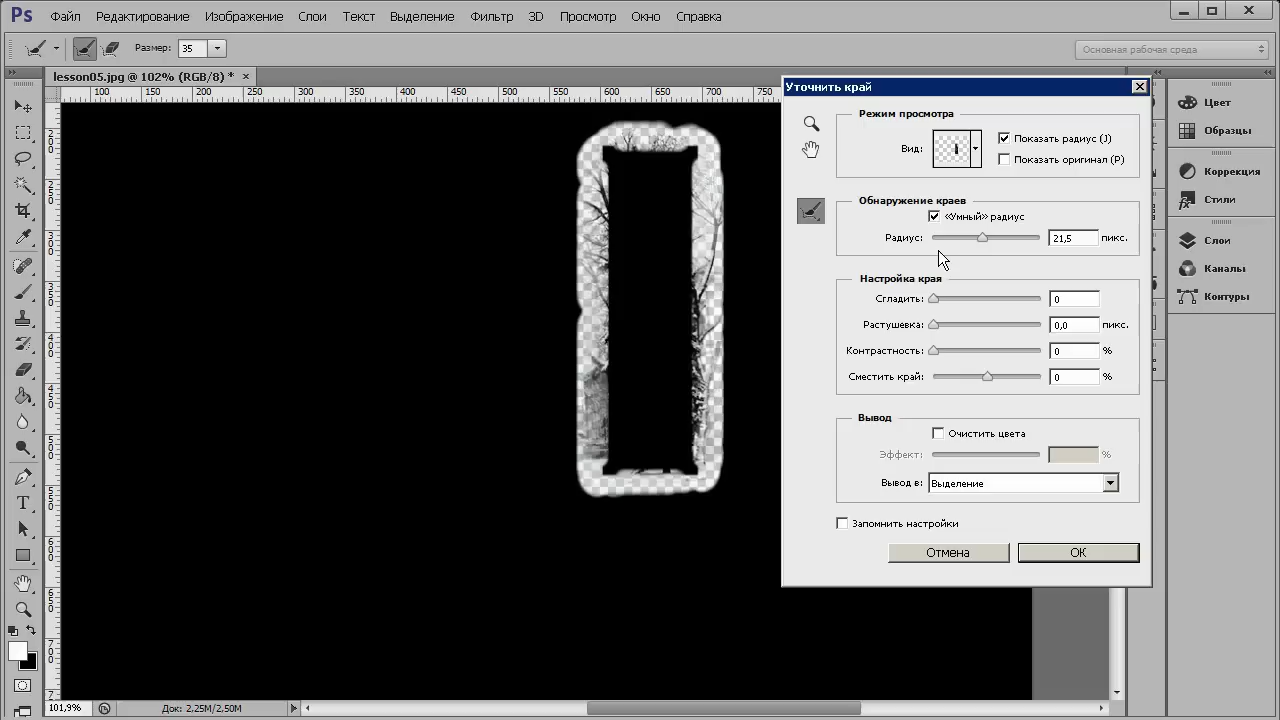 Ps Файл Редактирование Изображение Слои Текст Выделение Фильтр 3D Просмотр Окно Справка
Размер: 35
Основная рабочая среда
lesson05.jpg @ 102% (RGB/8) *
100 150 200 250 300 350 400 450 500 550 600 650 700 750
Уточнить край
Режим просмотра
Вид:
Показать радиус (J)
Показать оригинал (P)
Обнаружение краев
«Умный» радиус
Радиус: 21,5 пикс.
Настройка края
Сгладить: 0
Растушевка: 0,0 пикс.
Контрастность: 0 %
Сместить край: 0 %
Вывод
Очистить цвета
Эффект: %
Вывод в: Выделение
Запомнить настройки
Отмена OK
Цвет
Образцы
Коррекция
Стили
Слои
Каналы
Контуры
101,9% Док: 2,25M/2,50M